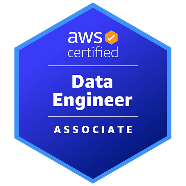 aws
certified
Data
Engineer
ASSOCIATE